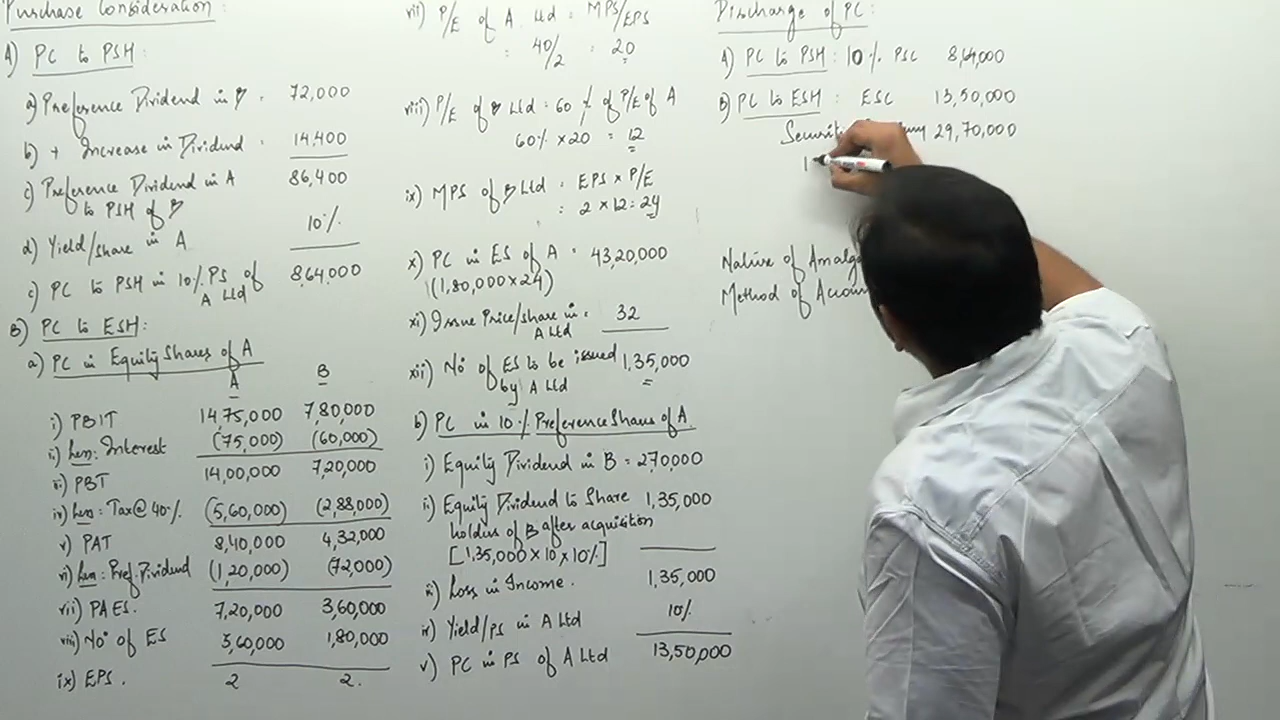 Purchase Consideration:
A) PC to PSH:
a) Preference Dividend in B = 72,000
b) + Increase in Dividend = 14,400
c) Preference Dividend in A 86,400
to PSH of B
d) Yield/share in A 10%
e) PC to PSH in 10% PS of 8,64,000
A Ltd
B) PC to ESH:
a) PC in Equity Shares of A
A B
i) PBIT 14,75,000 7,80,000
ii) Less: Interest (75,000) (60,000)
iii) PBT 14,00,000 7,20,000
iv) Less: Tax@ 40% (5,60,000) (2,88,000)
v) PAT 8,40,000 4,32,000
vi) Less: Pref. Dividend (1,20,000) (72,000)
vii) PAES. 7,20,000 3,60,000
viii) No of ES 3,60,000 1,80,000
ix) EPS. 2 2.
vii) P/E of A Ltd = MPS/EPS
= 40/2 = 20
viii) P/E of B Ltd = 60 % of P/E of A
60% × 20 = 12
ix) MPS of B Ltd = EPS × P/E
= 2 × 12 = 24
x) PC in ES of A = 43,20,000
(1,80,000 × 24)
xi) Issue Price/share in = 32
A Ltd
xii) No of ES to be issued 1,35,000
by A Ltd
b) PC in 10% Preference Shares of A.
i) Equity Dividend in B = 270,000
ii) Equity Dividend to Share 1,35,000
holders of B after acquisition
[1,35,000 × 10 × 10%]
iii) Loss in Income. 1,35,000
iv) Yield/PS in A Ltd 10%
v) PC in PS of A Ltd 13,50,000
Discharge of PC:
A) PC to PSH: 10% PSC 8,64,000
B) PC to ESH: ESC 13,50,000
29,70,000
1
Nature of
Method of